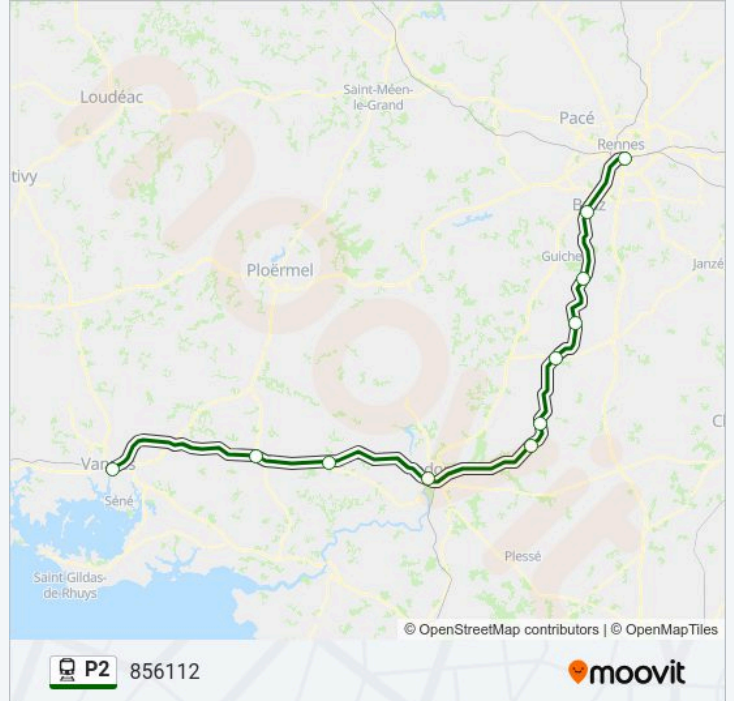 Loudéac
Saint-Méen-
le-Grand
Pacé
Rennes
tivy
Guiche
Janzé
Ploërmel
Séné
Saint-Gildas-
de-Rhuys
Plessé
moovit
© OpenStreetMap contributors | © OpenMapTiles
P2 856112
moovit